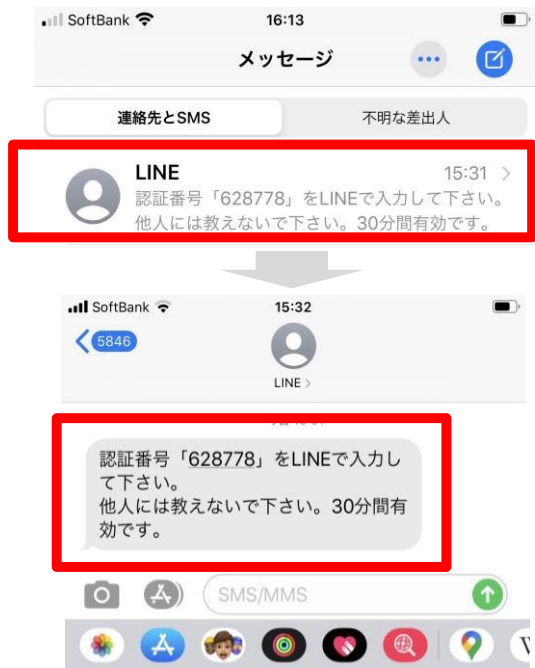 SoftBank 16:13
メッセージ
連絡先とSMS 不明な差出人
LINE 15:31
認証番号「628778」をLINEで入力して下さい。
他人には教えないで下さい。30分間有効です。
SoftBank 15:32
5846
LINE
認証番号「628778」をLINEで入力し
て下さい。
他人には教えないで下さい。30分間有
効です。
SMS/MMS